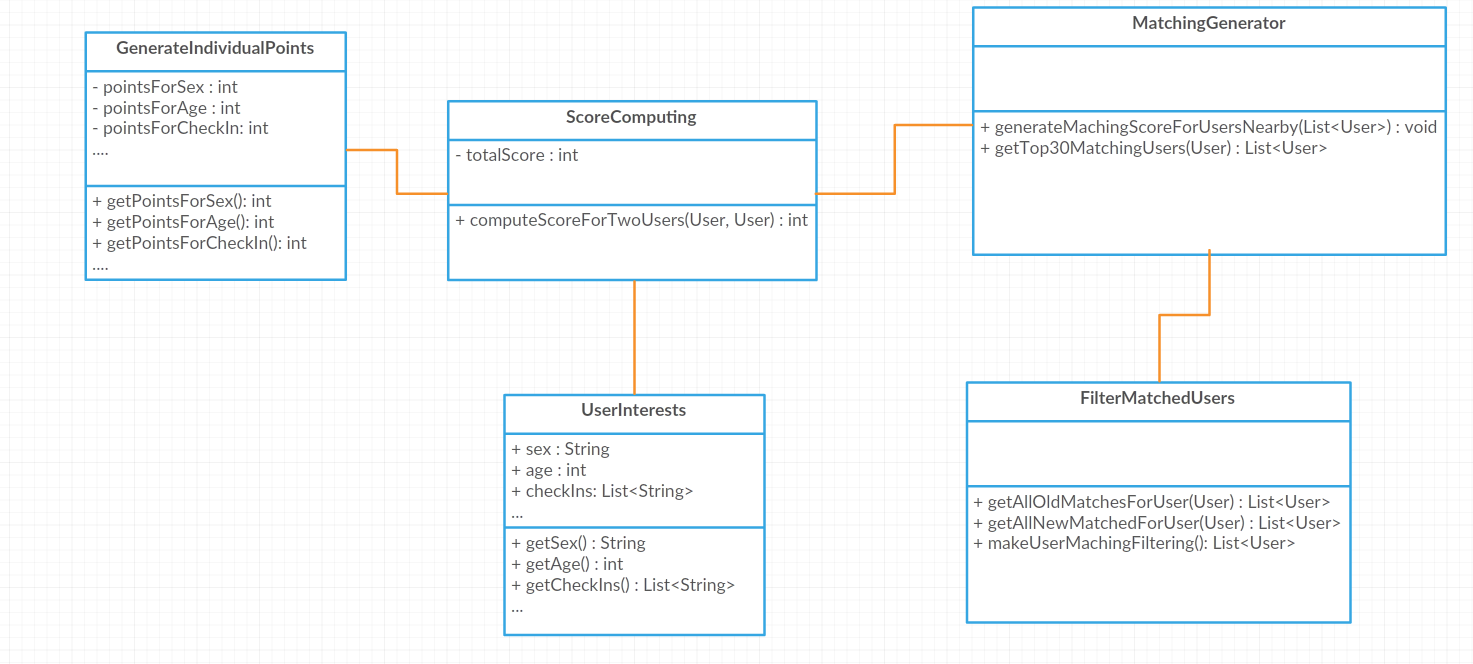 GenerateIndividualPoints
- pointsForSex : int
- pointsForAge : int
- pointsForCheckIn: int
....
+ getPointsForSex(): int
+ getPointsForAge(): int
+ getPointsForCheckIn(): int
....
ScoreComputing
- totalScore : int
+ computeScoreForTwoUsers(User, User) : int
MatchingGenerator
+ generateMachingScoreForUsersNearby(List<User>) : void
+ getTop30MatchingUsers(User) : List<User>
UserInterests
+ sex : String
+ age : int
+ checkIns: List<String>
...
+ getSex() : String
+ getAge() : int
+ getCheckIns() : List<String>
...
FilterMatchedUsers
+ getAllOldMatchesForUser(User) : List<User>
+ getAllNewMatchedForUser(User) : List<User>
+ makeUserMachingFiltering(): List<User>